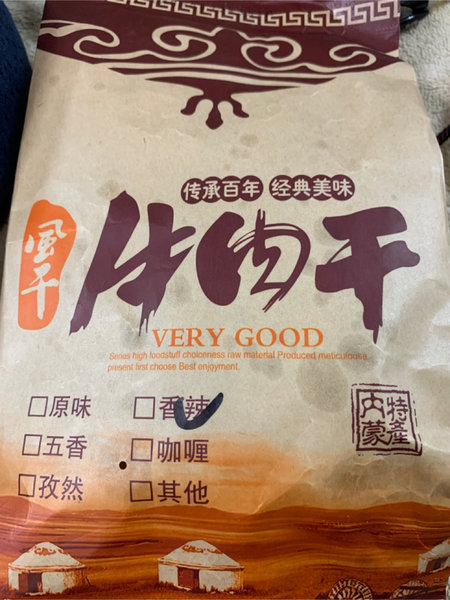 传承百年 经典美味
風干
牛肉干
VERY GOOD
Series high foodstuff choiceness raw material Produced meticulouse
present first choose Best enjoyment.
□原味 □香辣
□五香 □咖喱
□孜然 □其他
特產
内蒙